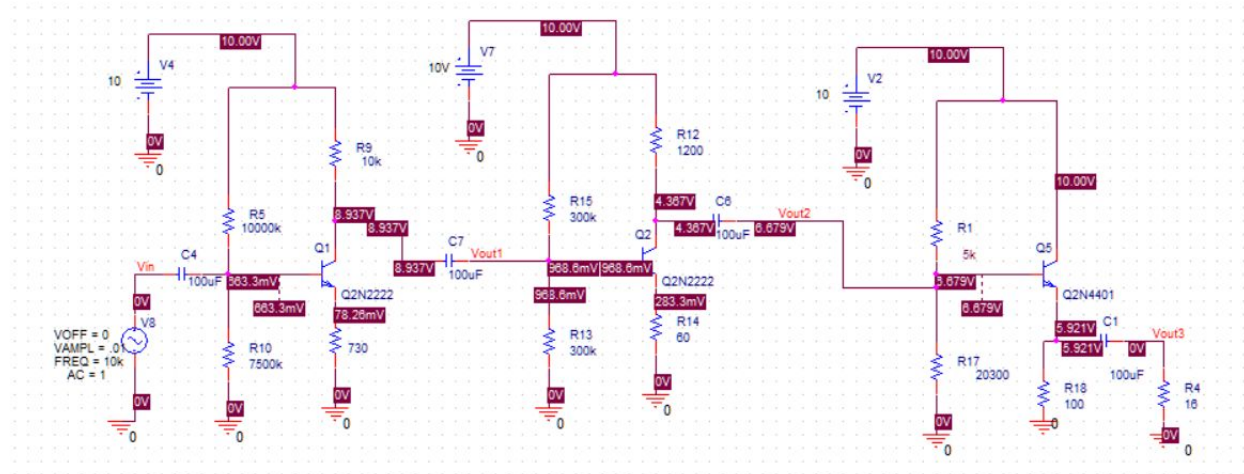 10.00V
V4
10
0V
0
R9
10k
R5
10000k
8.937V
8.937V
Q1
C4
Vin
100uF
663.3mV
663.3mV
Q2N2222
78.26mV
0V
V8
VOFF = 0
VAMPL = .01
FREQ = 10k
AC = 1
R10
7500k
730
0V
0V
0V
0
0
0
10.00V
V7
10V
0V
0
R12
1200
R15
300k
4.367V
C7
8.937V
100uF
Vout1
Q2
968.6mV
968.6mV
968.6mV
Q2N2222
283.3mV
R13
300k
R14
60
0V
0V
0
0
C6
4.367V
100uF
Vout2
6.679V
10.00V
V2
10
0V
0
10.00V
R1
5k
Q5
6.679V
6.679V
Q2N4401
5.921V
5.921V
C1
0V
Vout3
100uF
R17
20300
R18
100
R4
16
0V
0V
0
0
0